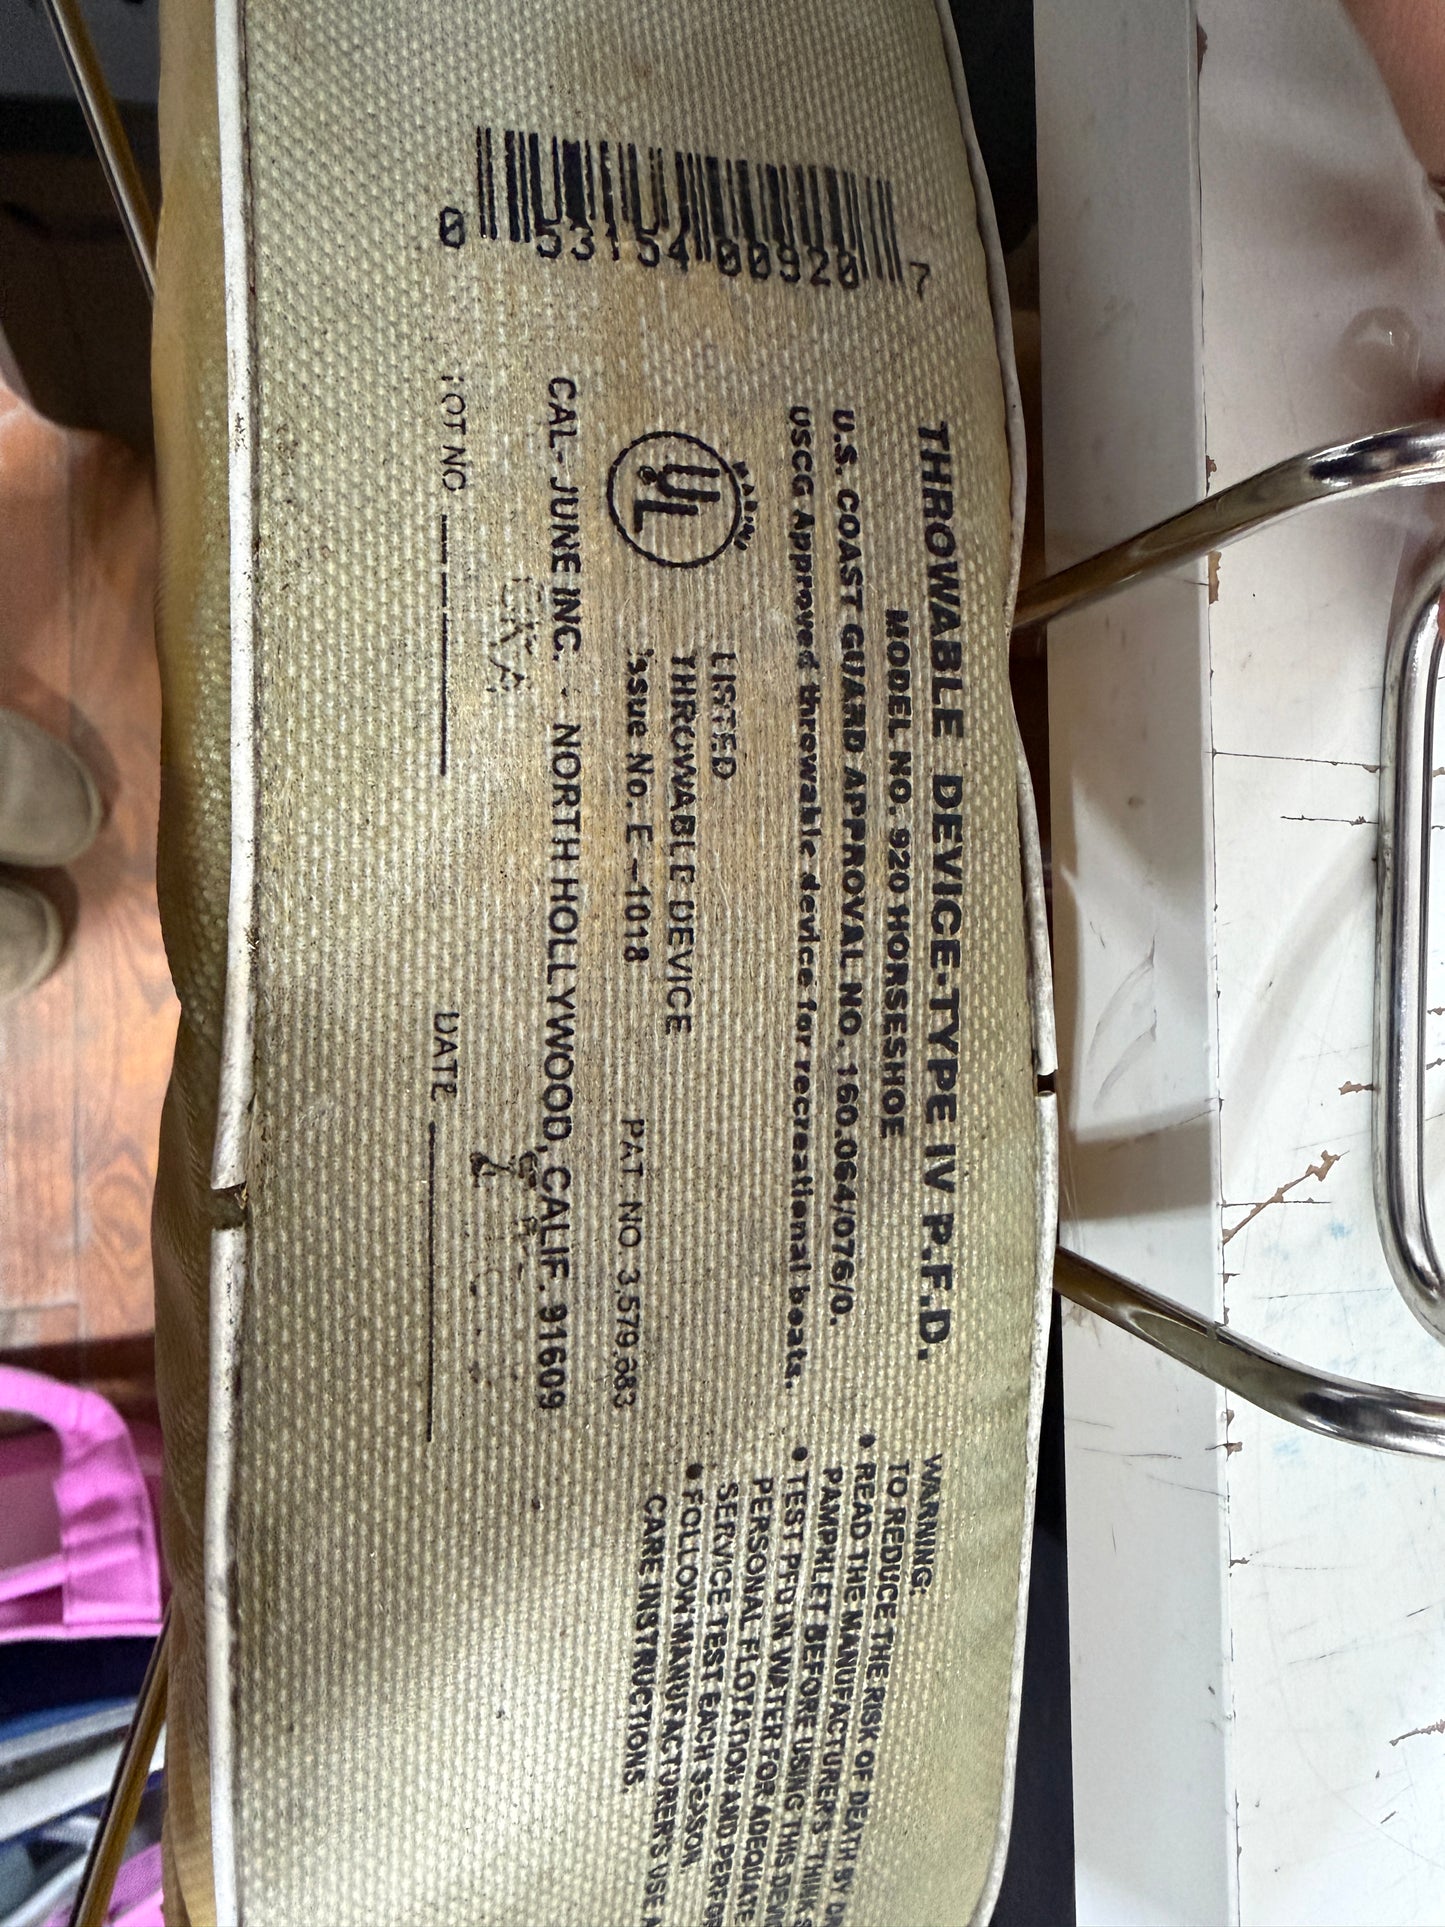 0 53154 00920 7
THROWABLE DEVICE-TYPE IV P.F.D.
MODEL NO. 920 HORSESHOE
U.S. COAST GUARD APPROVAL NO. 160.064/076/0.
USCG Approved throwable device for recreational boats.
MARINE
UL
LISTED
THROWABLE DEVICE
Issue No. E-1018
PAT. NO. 3,579,383
CAL-JUNE INC. - NORTH HOLLYWOOD, CALIF. 91609
LOT NO
DATE
WARNING:
TO REDUCE THE RISK OF DEATH BY
• READ THE MANUFACTURER'S "THINK
PAMPHLET BEFORE USING THIS
• TEST PFD IN WATER FOR ADEQUATE
PERSONAL FLOTATION AND
SERVICE TEST EACH SEASON.
• FOLLOW MANUFACTURER'S USE
CARE INSTRUCTIONS.